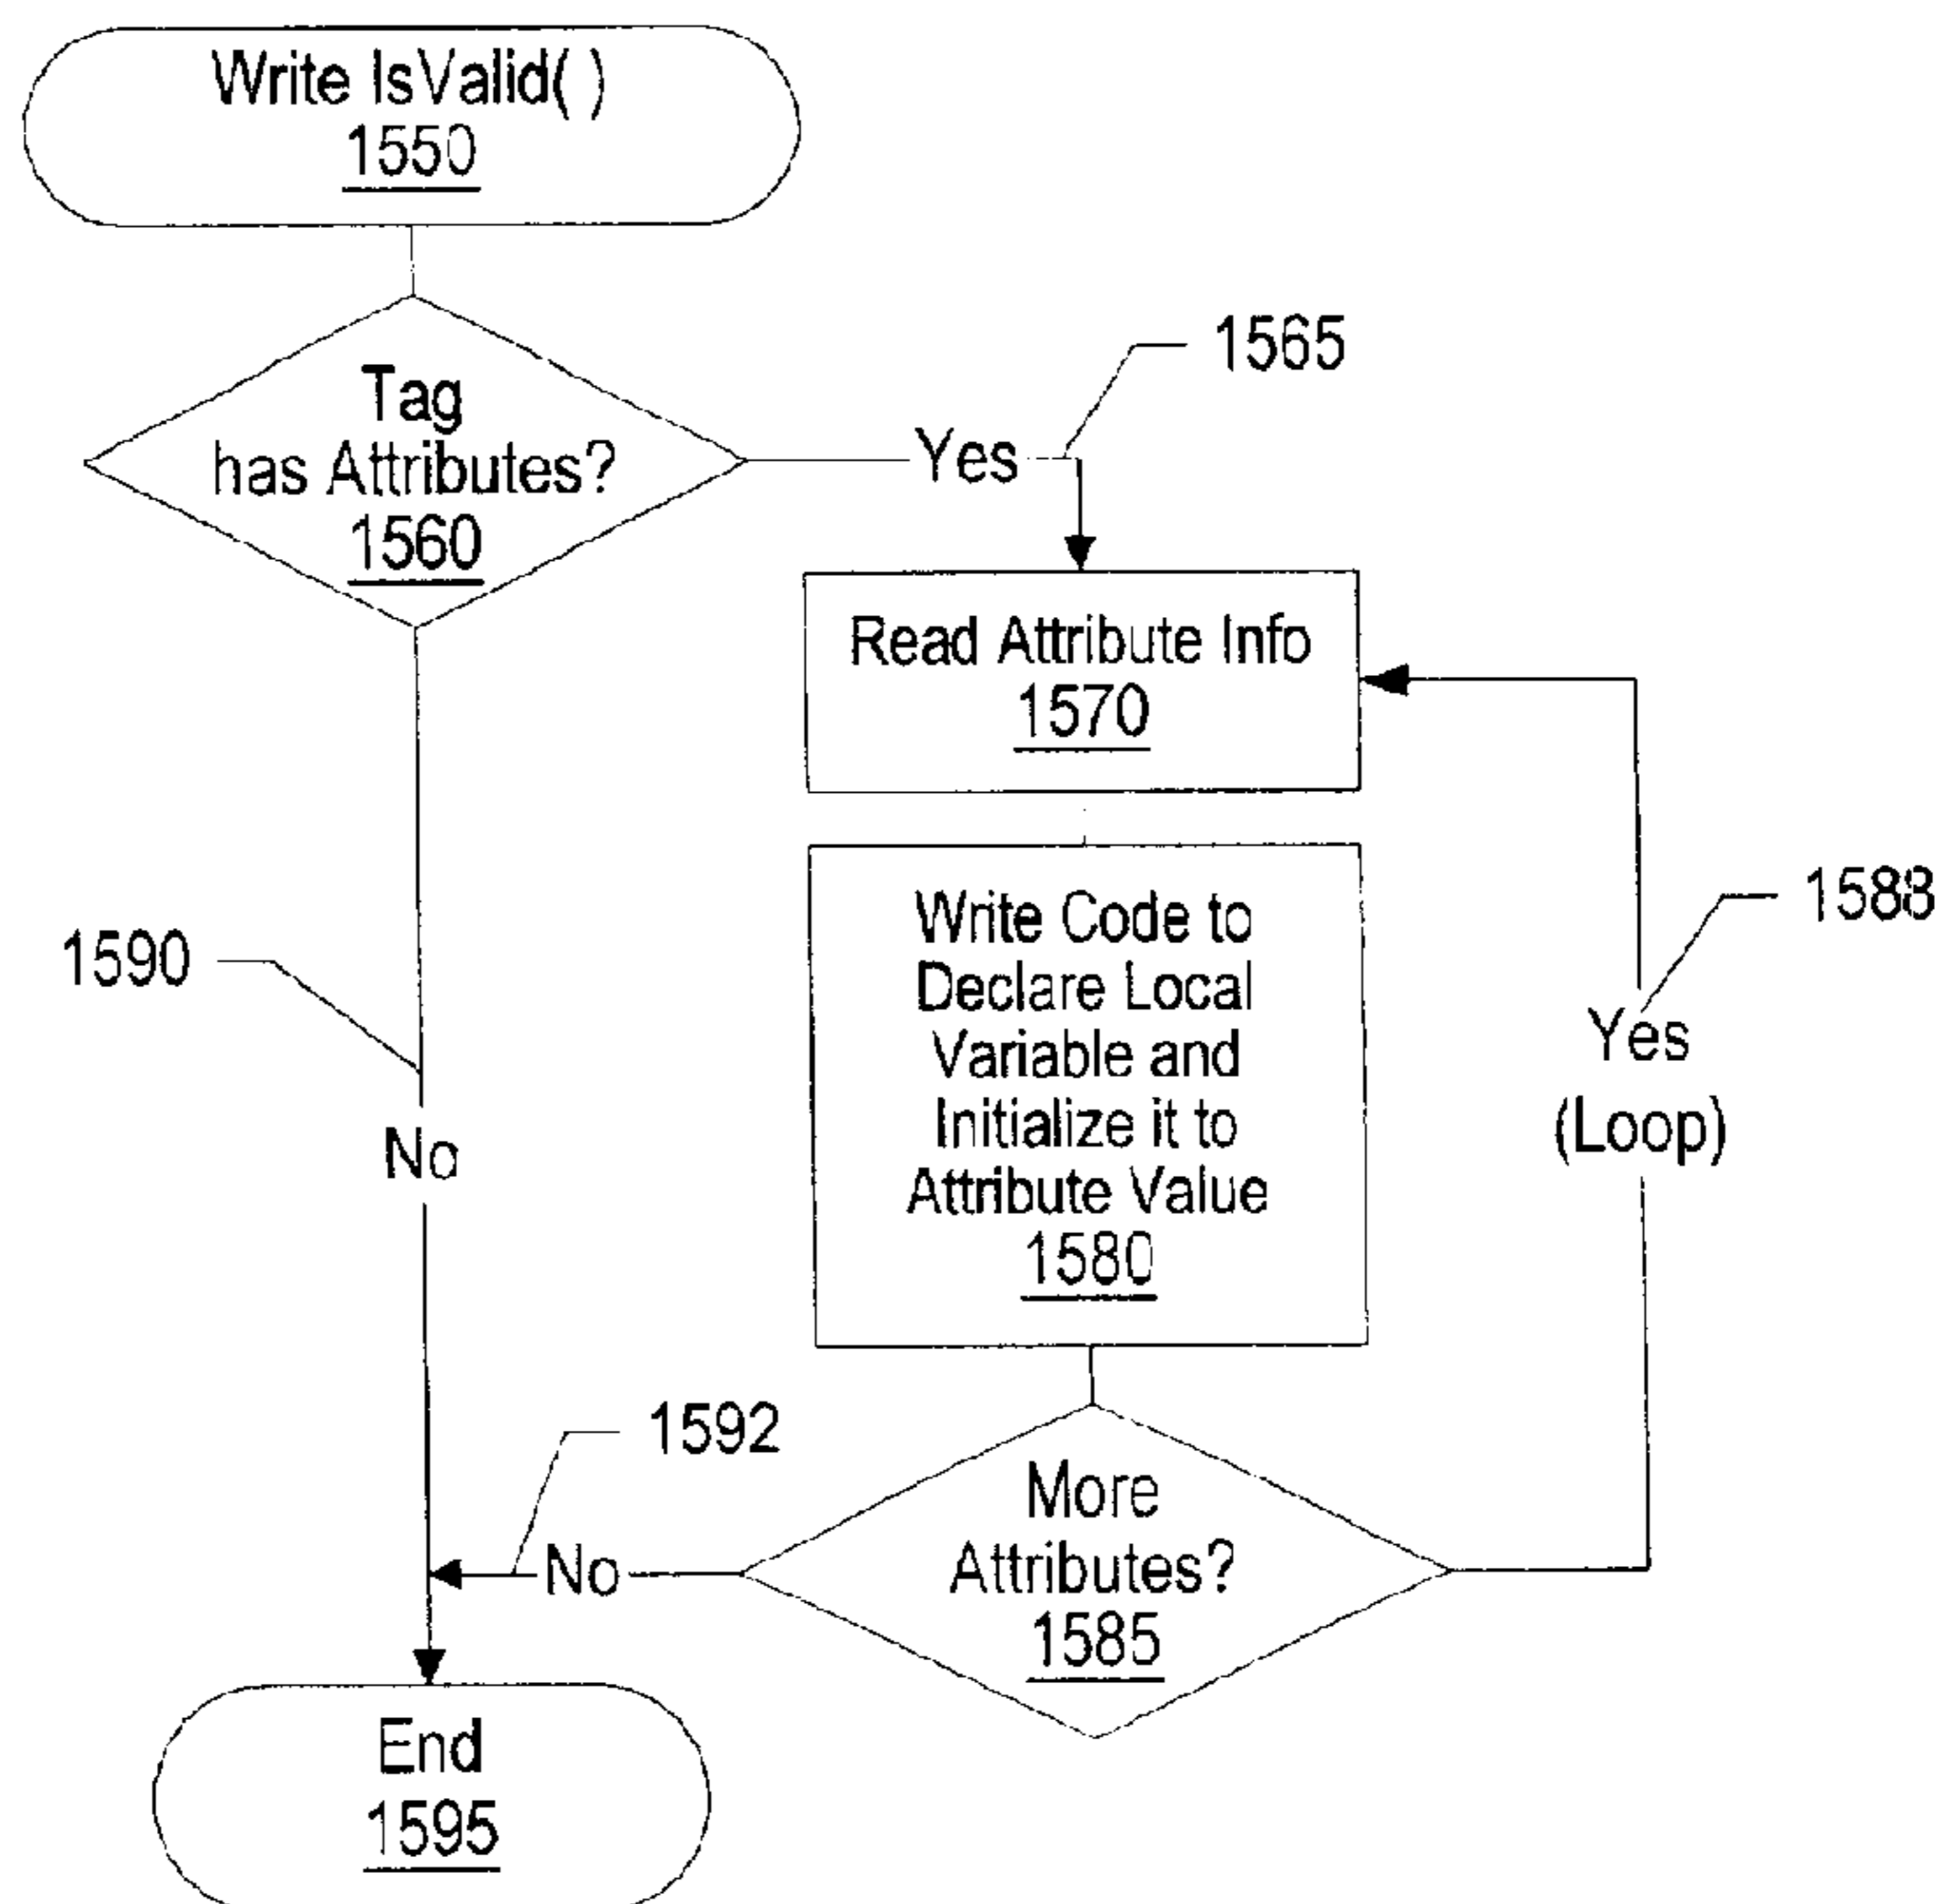 Write IsValid( )
1550
Tag
has Attributes?
1560
Yes
1565
Read Attribute Info
1570
Write Code to
Declare Local
Variable and
Initialize it to
Attribute Value
1580
1588
Yes
(Loop)
1590
No
1592
No
More
Attributes?
1585
End
1595